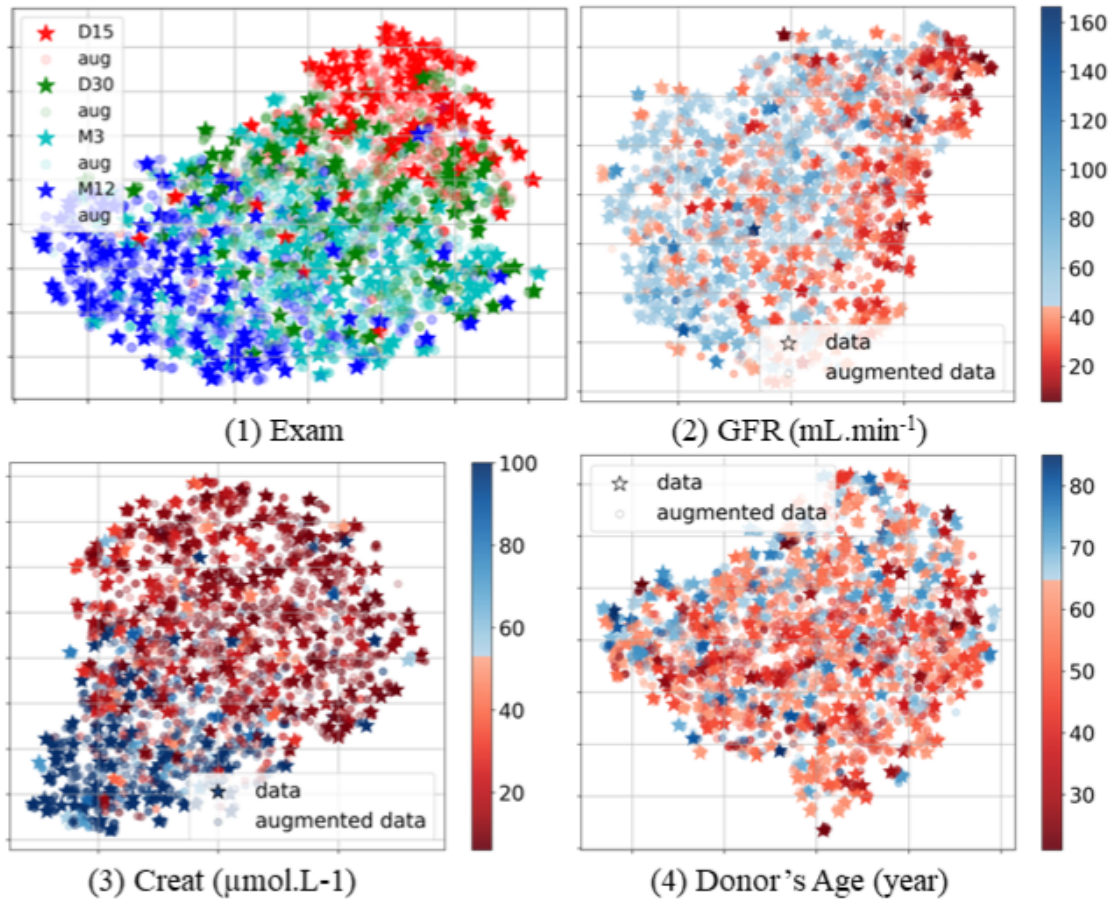 D15
aug
D30
aug
M3
aug
M12
aug
(1) Exam
data
augmented data
160
140
120
100
80
60
40
20
(2) GFR (mL.min-1)
data
augmented data
100
80
60
40
20
(3) Creat (µmol.L-1)
data
augmented data
80
70
60
50
40
30
(4) Donor’s Age (year)